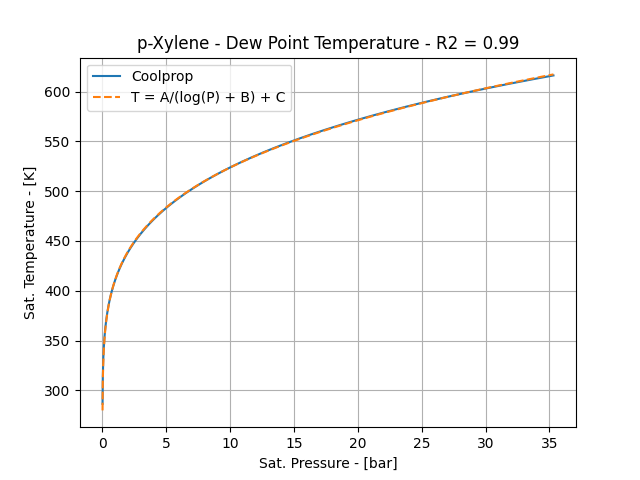 p-Xylene - Dew Point Temperature - R2 = 0.99
Coolprop
T = A/(log(P) + B) + C
Sat. Temperature - [K]
600
550
500
450
400
350
300
0 5 10 15 20 25 30 35
Sat. Pressure - [bar]